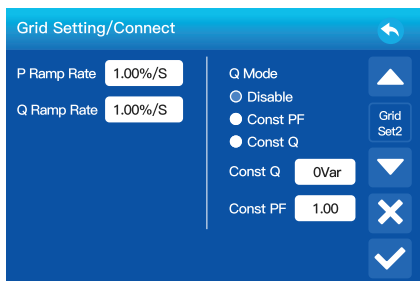 Grid Setting/Connect
P Ramp Rate 1.00%/S
Q Ramp Rate 1.00%/S
Q Mode
Disable
Const PF
Const Q
Const Q 0Var
Const PF 1.00
Grid
Set2